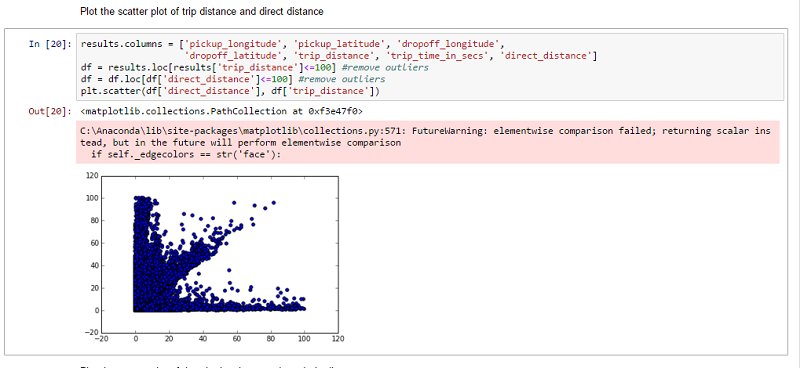 Plot the scatter plot of trip distance and direct distance
In [20]: results.columns = ['pickup_longitude', 'pickup_latitude', 'dropoff_longitude',
'dropoff_latitude', 'trip_distance', 'trip_time_in_secs', 'direct_distance']
df = results.loc[results['trip_distance']<=100] #remove outliers
df = df.loc[df['direct_distance']<=100] #remove outliers
plt.scatter(df['direct_distance'], df['trip_distance'])
Out[20]: <matplotlib.collections.PathCollection at 0xf3e47f0>
C:\Anaconda\lib\site-packages\matplotlib\collections.py:571: FutureWarning: elementwise comparison failed; returning scalar ins
tead, but in the future will perform elementwise comparison
if self._edgecolors == str('face'):
120
100
80
60
40
20
0
−20
−20 0 20 40 60 80 100 120